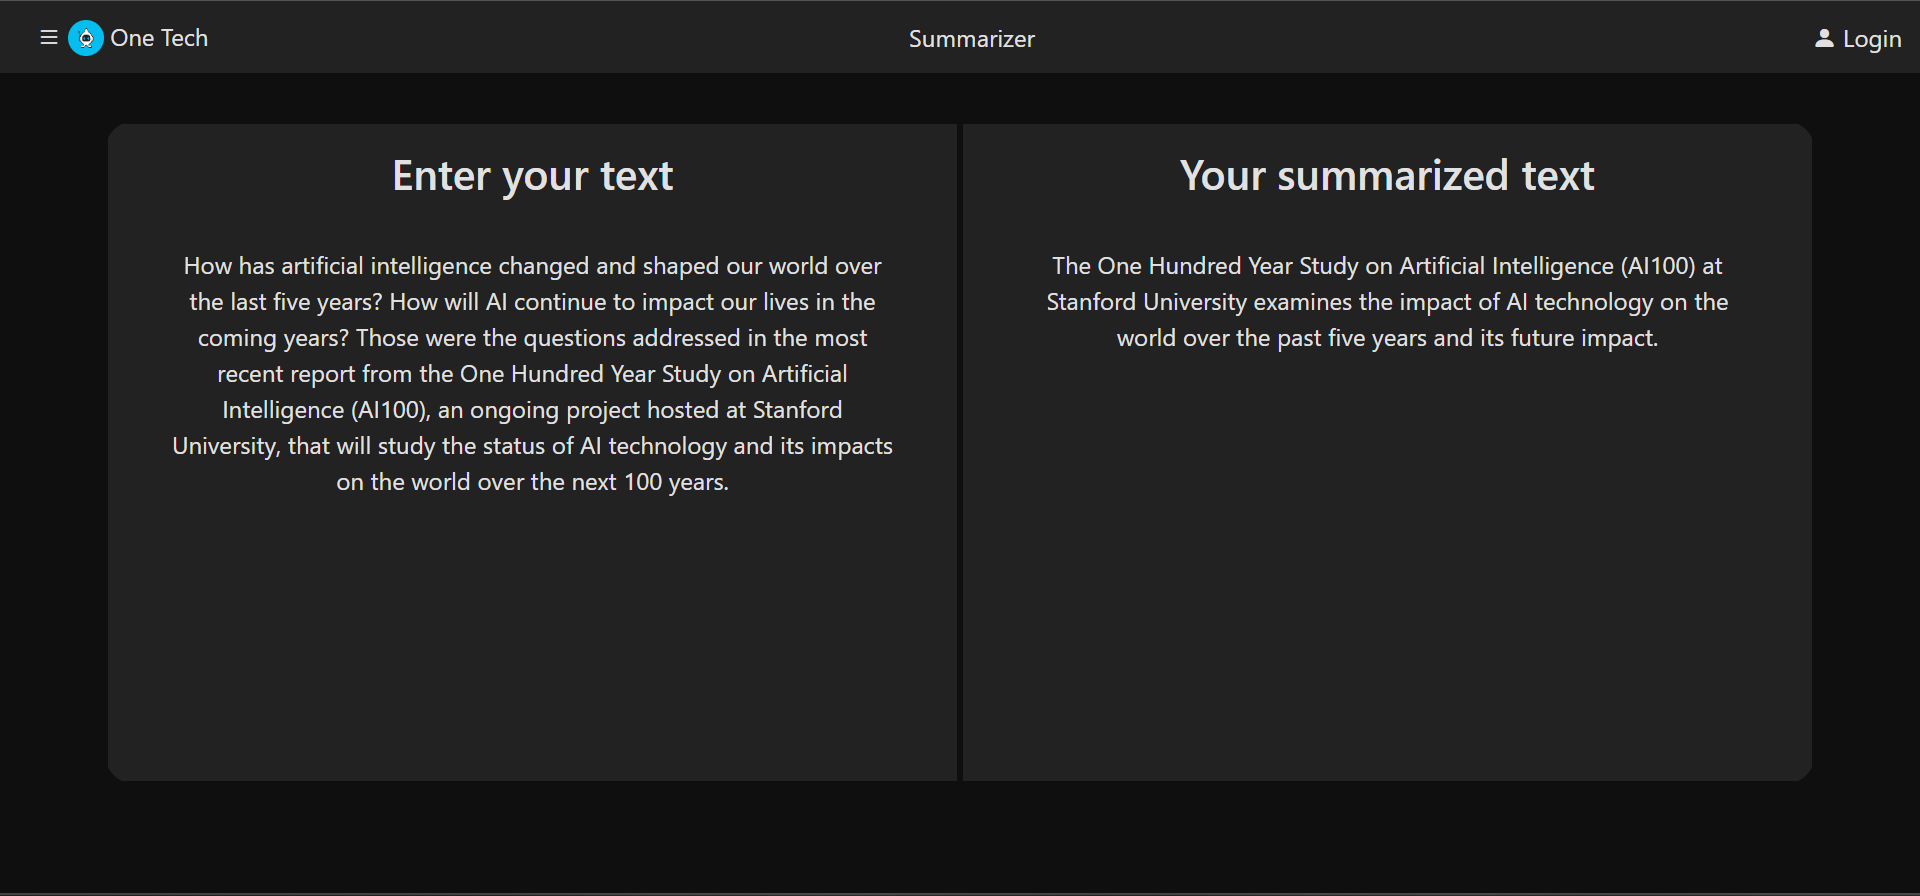 One Tech
Summarizer
Login
Enter your text
How has artificial intelligence changed and shaped our world over
the last five years? How will AI continue to impact our lives in the
coming years? Those were the questions addressed in the most
recent report from the One Hundred Year Study on Artificial
Intelligence (AI100), an ongoing project hosted at Stanford
University, that will study the status of AI technology and its impacts
on the world over the next 100 years.
Your summarized text
The One Hundred Year Study on Artificial Intelligence (AI100) at
Stanford University examines the impact of AI technology on the
world over the past five years and its future impact.